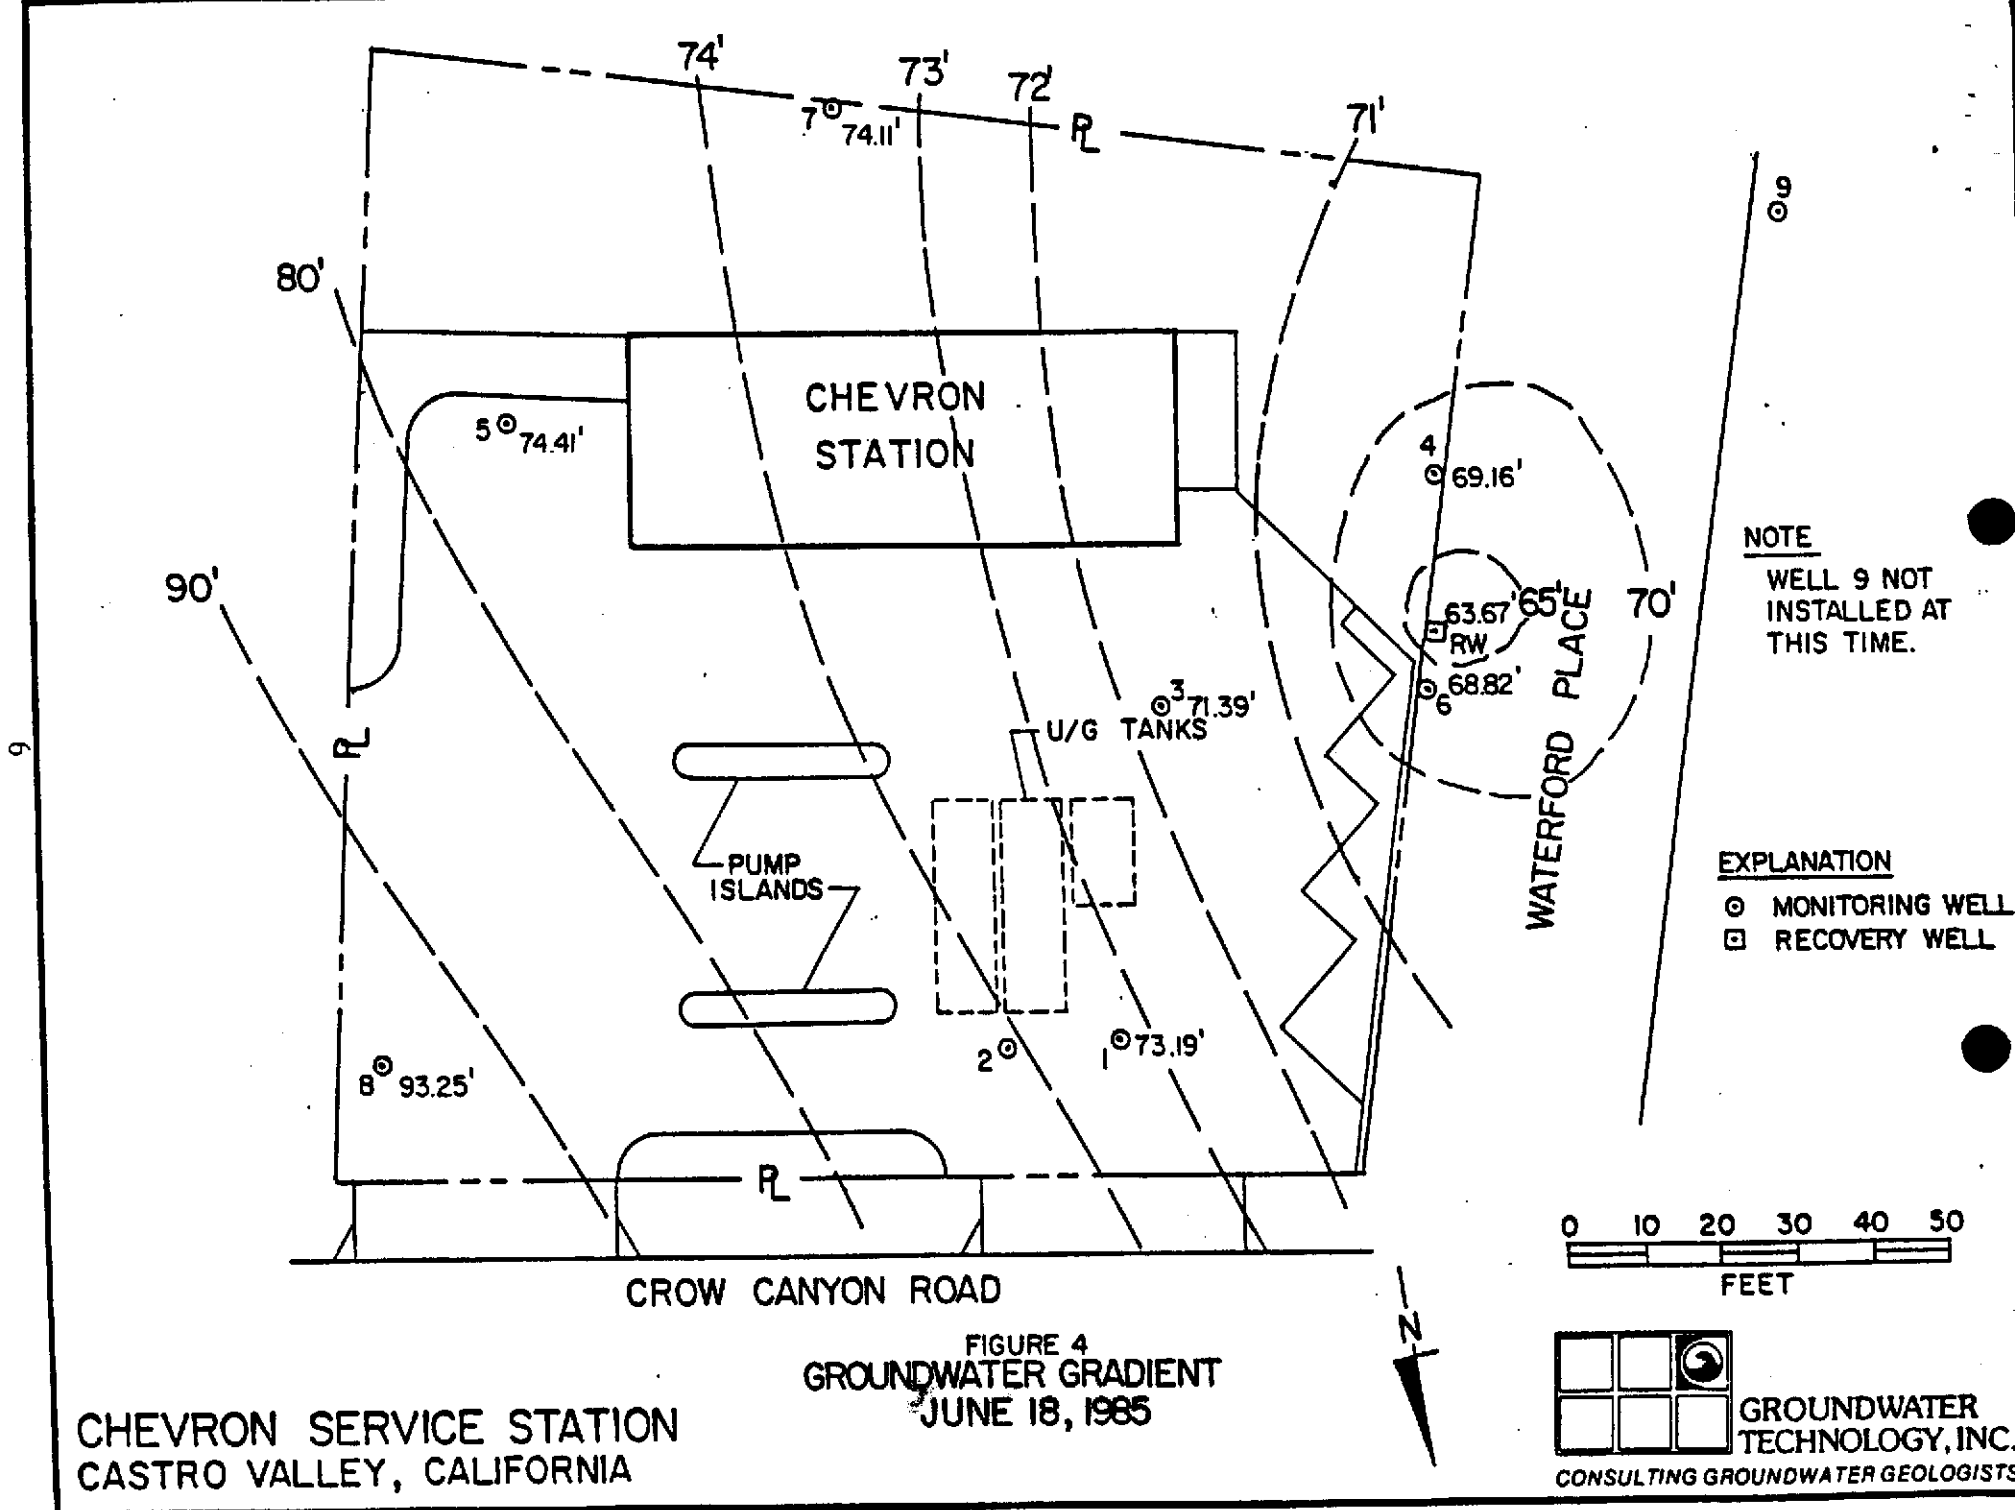 74'
73'
72'
71'
7 74.11'
PL
9
80'
CHEVRON
STATION
5 74.41'
4
69.16'
NOTE
WELL 9 NOT
INSTALLED AT
THIS TIME.
90'
63.67'
65'
70'
RW
68.82'
6
3 71.39'
U/G TANKS
WATERFORD PLACE
PL
9
PUMP
ISLANDS
EXPLANATION
MONITORING WELL
RECOVERY WELL
2
1 73.19'
8 93.25'
PL
CROW CANYON ROAD
0 10 20 30 40 50
FEET
N
FIGURE 4
GROUNDWATER GRADIENT
JUNE 18, 1985
CHEVRON SERVICE STATION
CASTRO VALLEY, CALIFORNIA
GROUNDWATER
TECHNOLOGY, INC.
CONSULTING GROUNDWATER GEOLOGISTS